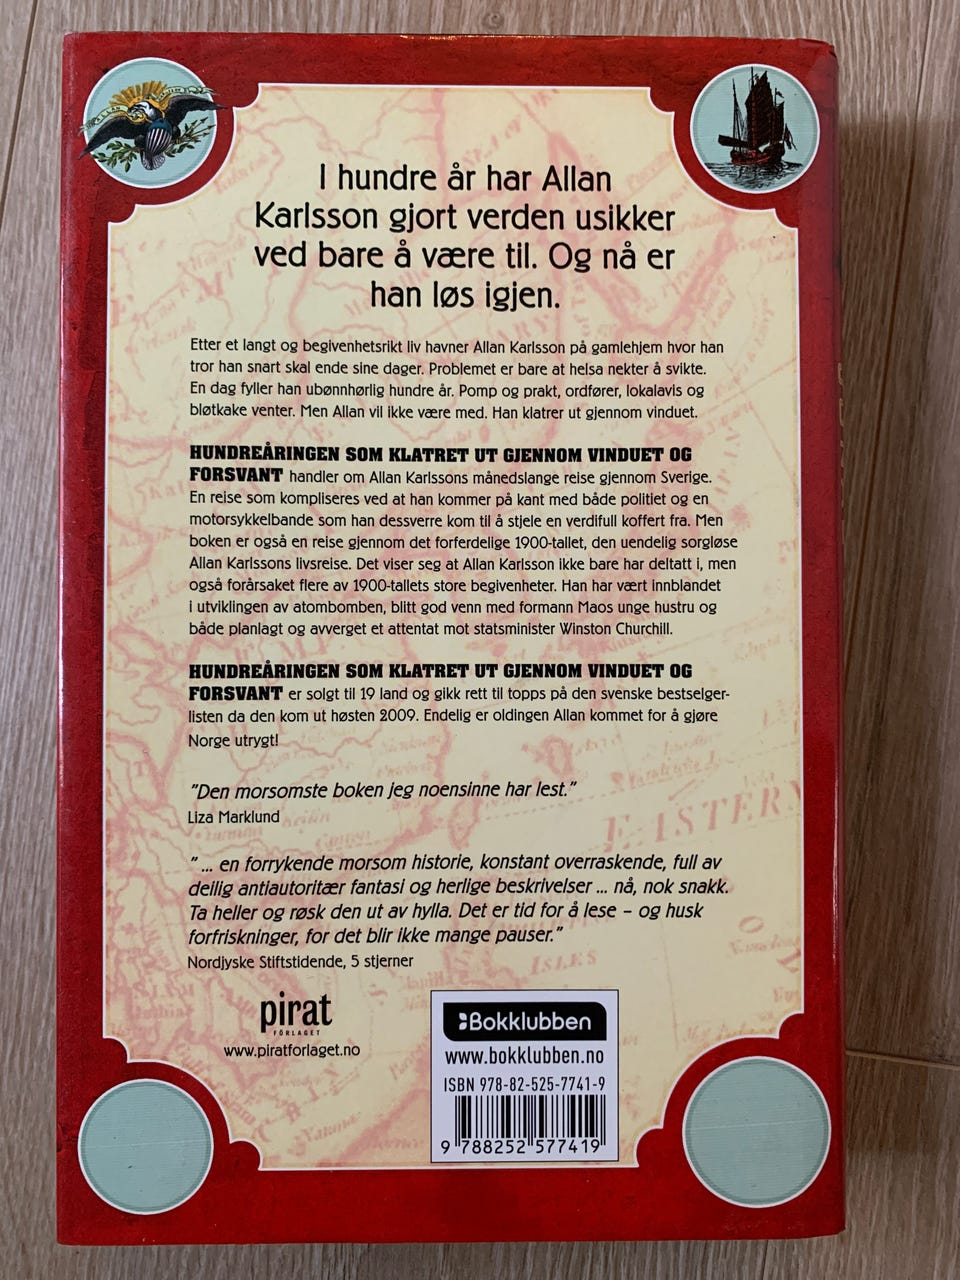 I hundre år har Allan
Karlsson gjort verden usikker
ved bare å være til. Og nå er
han løs igjen.
Etter et langt og begivenhetsrikt liv havner Allan Karlsson på gamlehjem hvor han
tror han snart skal ende sine dager. Problemet er bare at helsa nekter å svikte.
En dag fyller han ubønnhørlig hundre år. Pomp og prakt, ordfører, lokalavis og
bløtkake venter. Men Allan vil ikke være med. Han klatrer ut gjennom vinduet.
HUNDREÅRINGEN SOM KLATRET UT GJENNOM VINDUET OG
FORSVANT handler om Allan Karlssons månedslange reise gjennom Sverige.
En reise som kompliseres ved at han kommer på kant med både politiet og en
motorsykkelbande som han dessverre kom til å stjele en verdifull koffert fra. Men
boken er også en reise gjennom det forferdelige 1900-tallet, den uendelig sorgløse
Allan Karlssons livsreise. Det viser seg at Allan Karlsson ikke bare har deltatt i, men
også forårsaket flere av 1900-tallets store begivenheter. Han har vært innblandet
i utviklingen av atombomben, blitt god venn med formann Maos unge hustru og
både planlagt og avverget et attentat mot statsminister Winston Churchill.
HUNDREÅRINGEN SOM KLATRET UT GJENNOM VINDUET OG
FORSVANT er solgt til 19 land og gikk rett til topps på den svenske bestselger-
listen da den kom ut høsten 2009. Endelig er oldingen Allan kommet for å gjøre
Norge utrygt!
"Den morsomste boken jeg noensinne har lest."
Liza Marklund
EASTERN
" ... en forrykende morsom historie, konstant overraskende, full av
deilig antiautoritær fantasi og herlige beskrivelser ... nå, nok snakk.
Ta heller og røsk den ut av hylla. Det er tid for å lese – og husk
forfriskninger, for det blir ikke mange pauser."
Nordjyske Stiftstidende, 5 stjerner
ISLES
pirat
FORLAGET
www.piratforlaget.no
Bokklubben
www.bokklubben.no
ISBN 978-82-525-7741-9
9 788252 577419